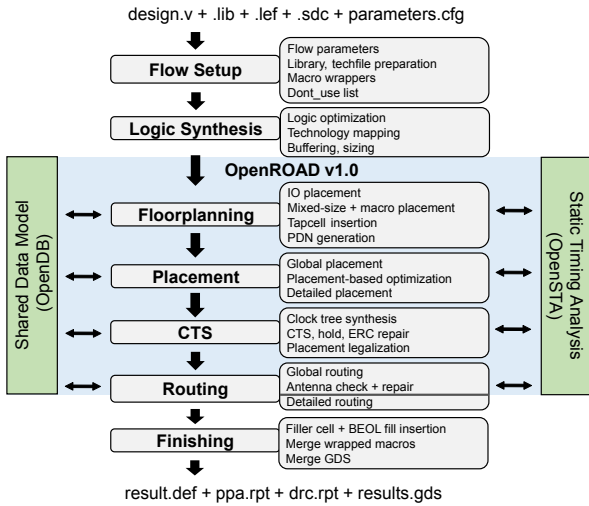 design.v + .lib + .lef + .sdc + parameters.cfg
Flow Setup
Flow parameters
Library, techfile preparation
Macro wrappers
Dont_use list
Logic Synthesis
Logic optimization
Technology mapping
Buffering, sizing
OpenROAD v1.0
Shared Data Model
(OpenDB)
Floorplanning
IO placement
Mixed-size + macro placement
Tapcell insertion
PDN generation
Placement
Global placement
Placement-based optimization
Detailed placement
CTS
Clock tree synthesis
CTS, hold, ERC repair
Placement legalization
Routing
Global routing
Antenna check + repair
Detailed routing
Static Timing Analysis
(OpenSTA)
Finishing
Filler cell + BEOL fill insertion
Merge wrapped macros
Merge GDS
result.def + ppa.rpt + drc.rpt + results.gds